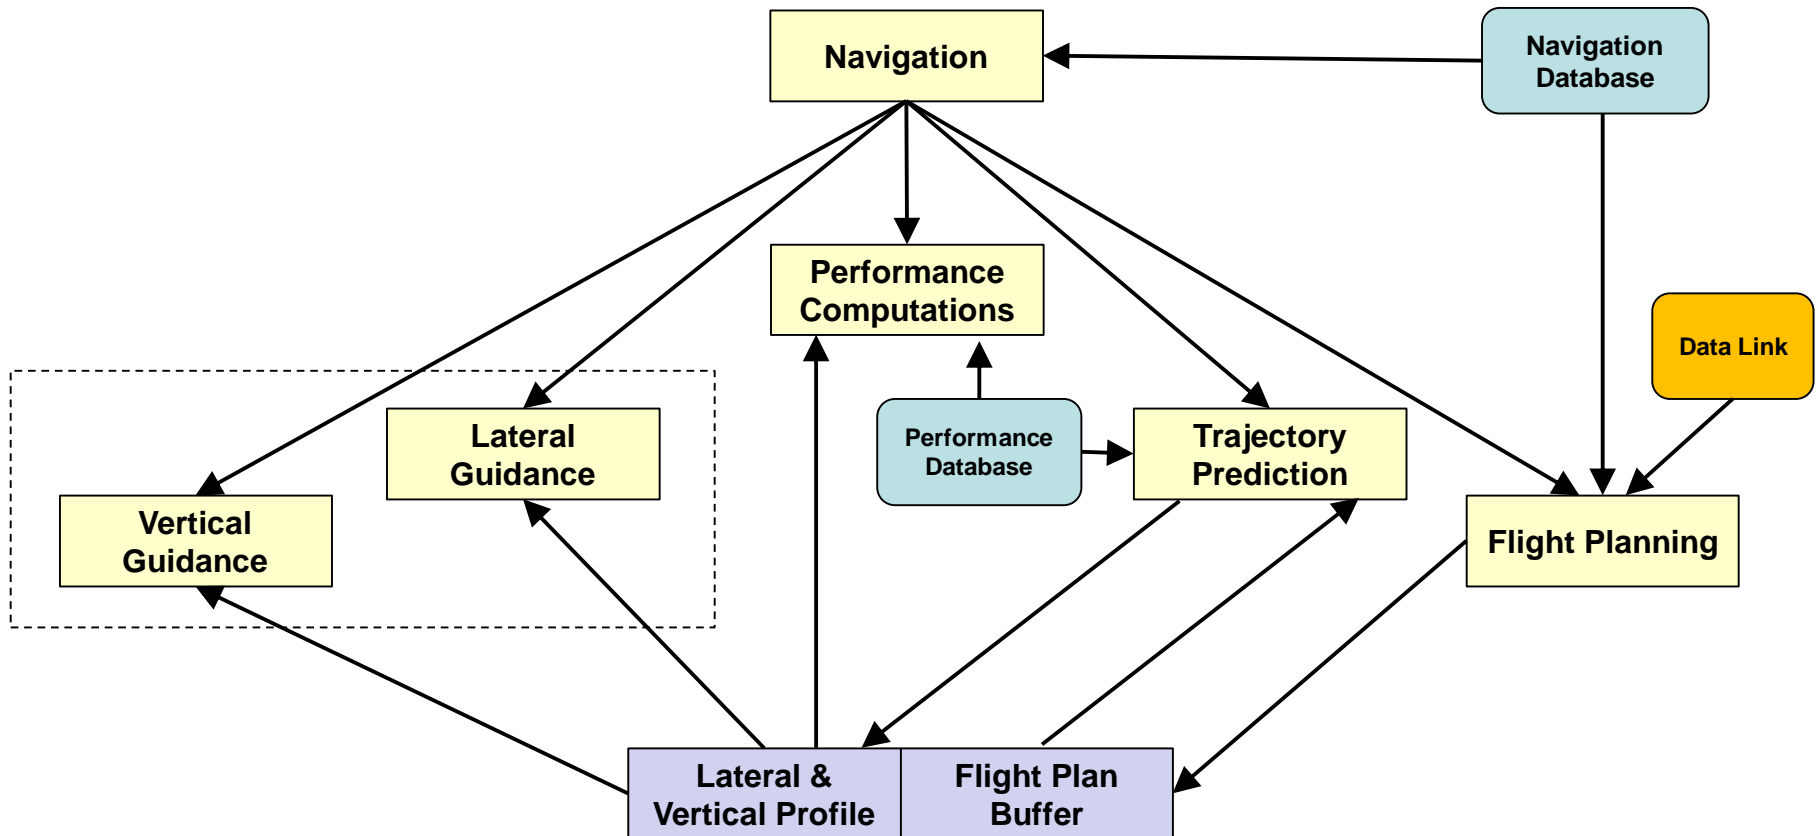 Navigation
Navigation
Database
Performance
Computations
Data Link
Lateral
Guidance
Performance
Database
Trajectory
Prediction
Vertical
Guidance
Flight Planning
Lateral &
Vertical Profile
Flight Plan
Buffer